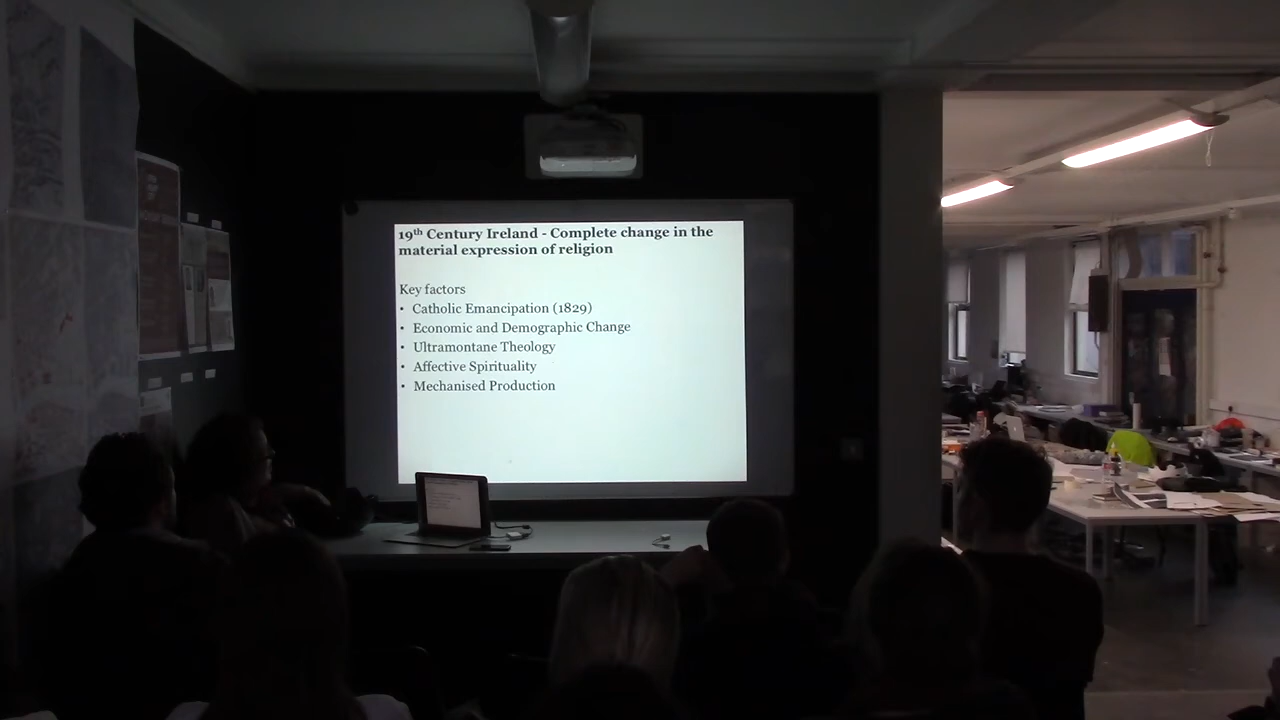 19th Century Ireland - Complete change in the
material expression of religion
Key factors
• Catholic Emancipation (1829)
• Economic and Demographic Change
• Ultramontane Theology
• Affective Spirituality
• Mechanised Production